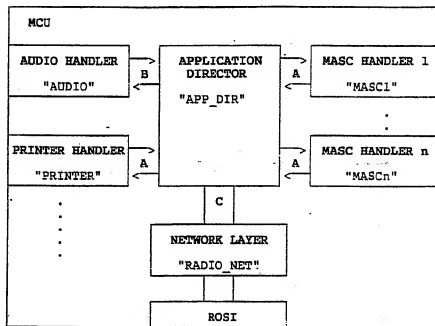 MCU
AUDIO HANDLER
"AUDIO"
B
APPLICATION
DIRECTOR
"APP_DIR"
A
MASC HANDLER 1
"MASC1"
PRINTER HANDLER
"PRINTER"
A
A
MASC HANDLER n
"MASCn"
C
NETWORK LAYER
"RADIO_NET"
ROSI